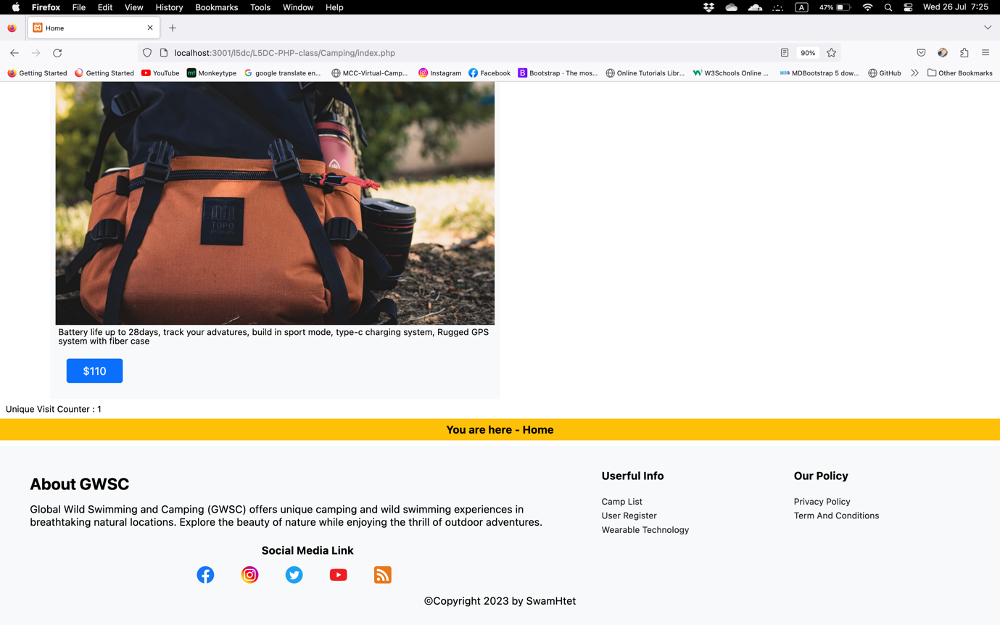 Firefox File Edit View History Bookmarks Tools Window Help A 47% Wed 26 Jul 7:25
Home
localhost:3001/l5dc/L5DC-PHP-class/Camping/index.php 90%
Getting Started Getting Started YouTube mt Monkeytype google translate en... MCC-Virtual-Camp... Instagram Facebook B Bootstrap · The mos... Online Tutorials Libr... W3Schools Online ... MDB MDBootstrap 5 dow... GitHub Other Bookmarks
TOPO
DESIGNS
Battery life up to 28days, track your advatures, build in sport mode, type-c charging system, Rugged GPS
system with fiber case
$110
Unique Visit Counter : 1
You are here - Home
About GWSC
Global Wild Swimming and Camping (GWSC) offers unique camping and wild swimming experiences in
breathtaking natural locations. Explore the beauty of nature while enjoying the thrill of outdoor adventures.
Social Media Link
Userful Info
Camp List
User Register
Wearable Technology
Our Policy
Privacy Policy
Term And Conditions
©Copyright 2023 by SwamHtet